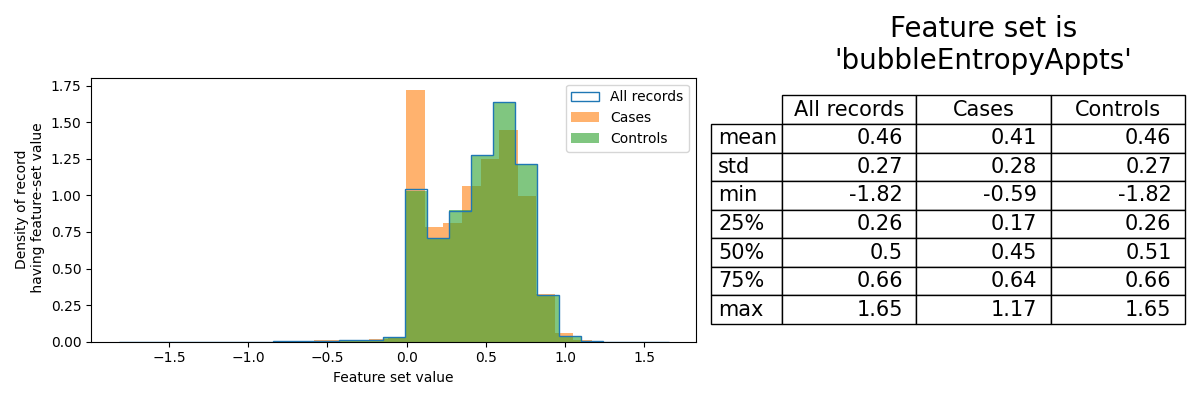 Feature set is
'bubbleEntropyAppts'
Density of record
having feature-set value
1.75
1.50
1.25
1.00
0.75
0.50
0.25
0.00
−1.5 −1.0 −0.5 0.0 0.5 1.0 1.5
Feature set value
All records
Cases
Controls
All records Cases Controls
mean 0.46 0.41 0.46
std 0.27 0.28 0.27
min -1.82 -0.59 -1.82
25% 0.26 0.17 0.26
50% 0.5 0.45 0.51
75% 0.66 0.64 0.66
max 1.65 1.17 1.65